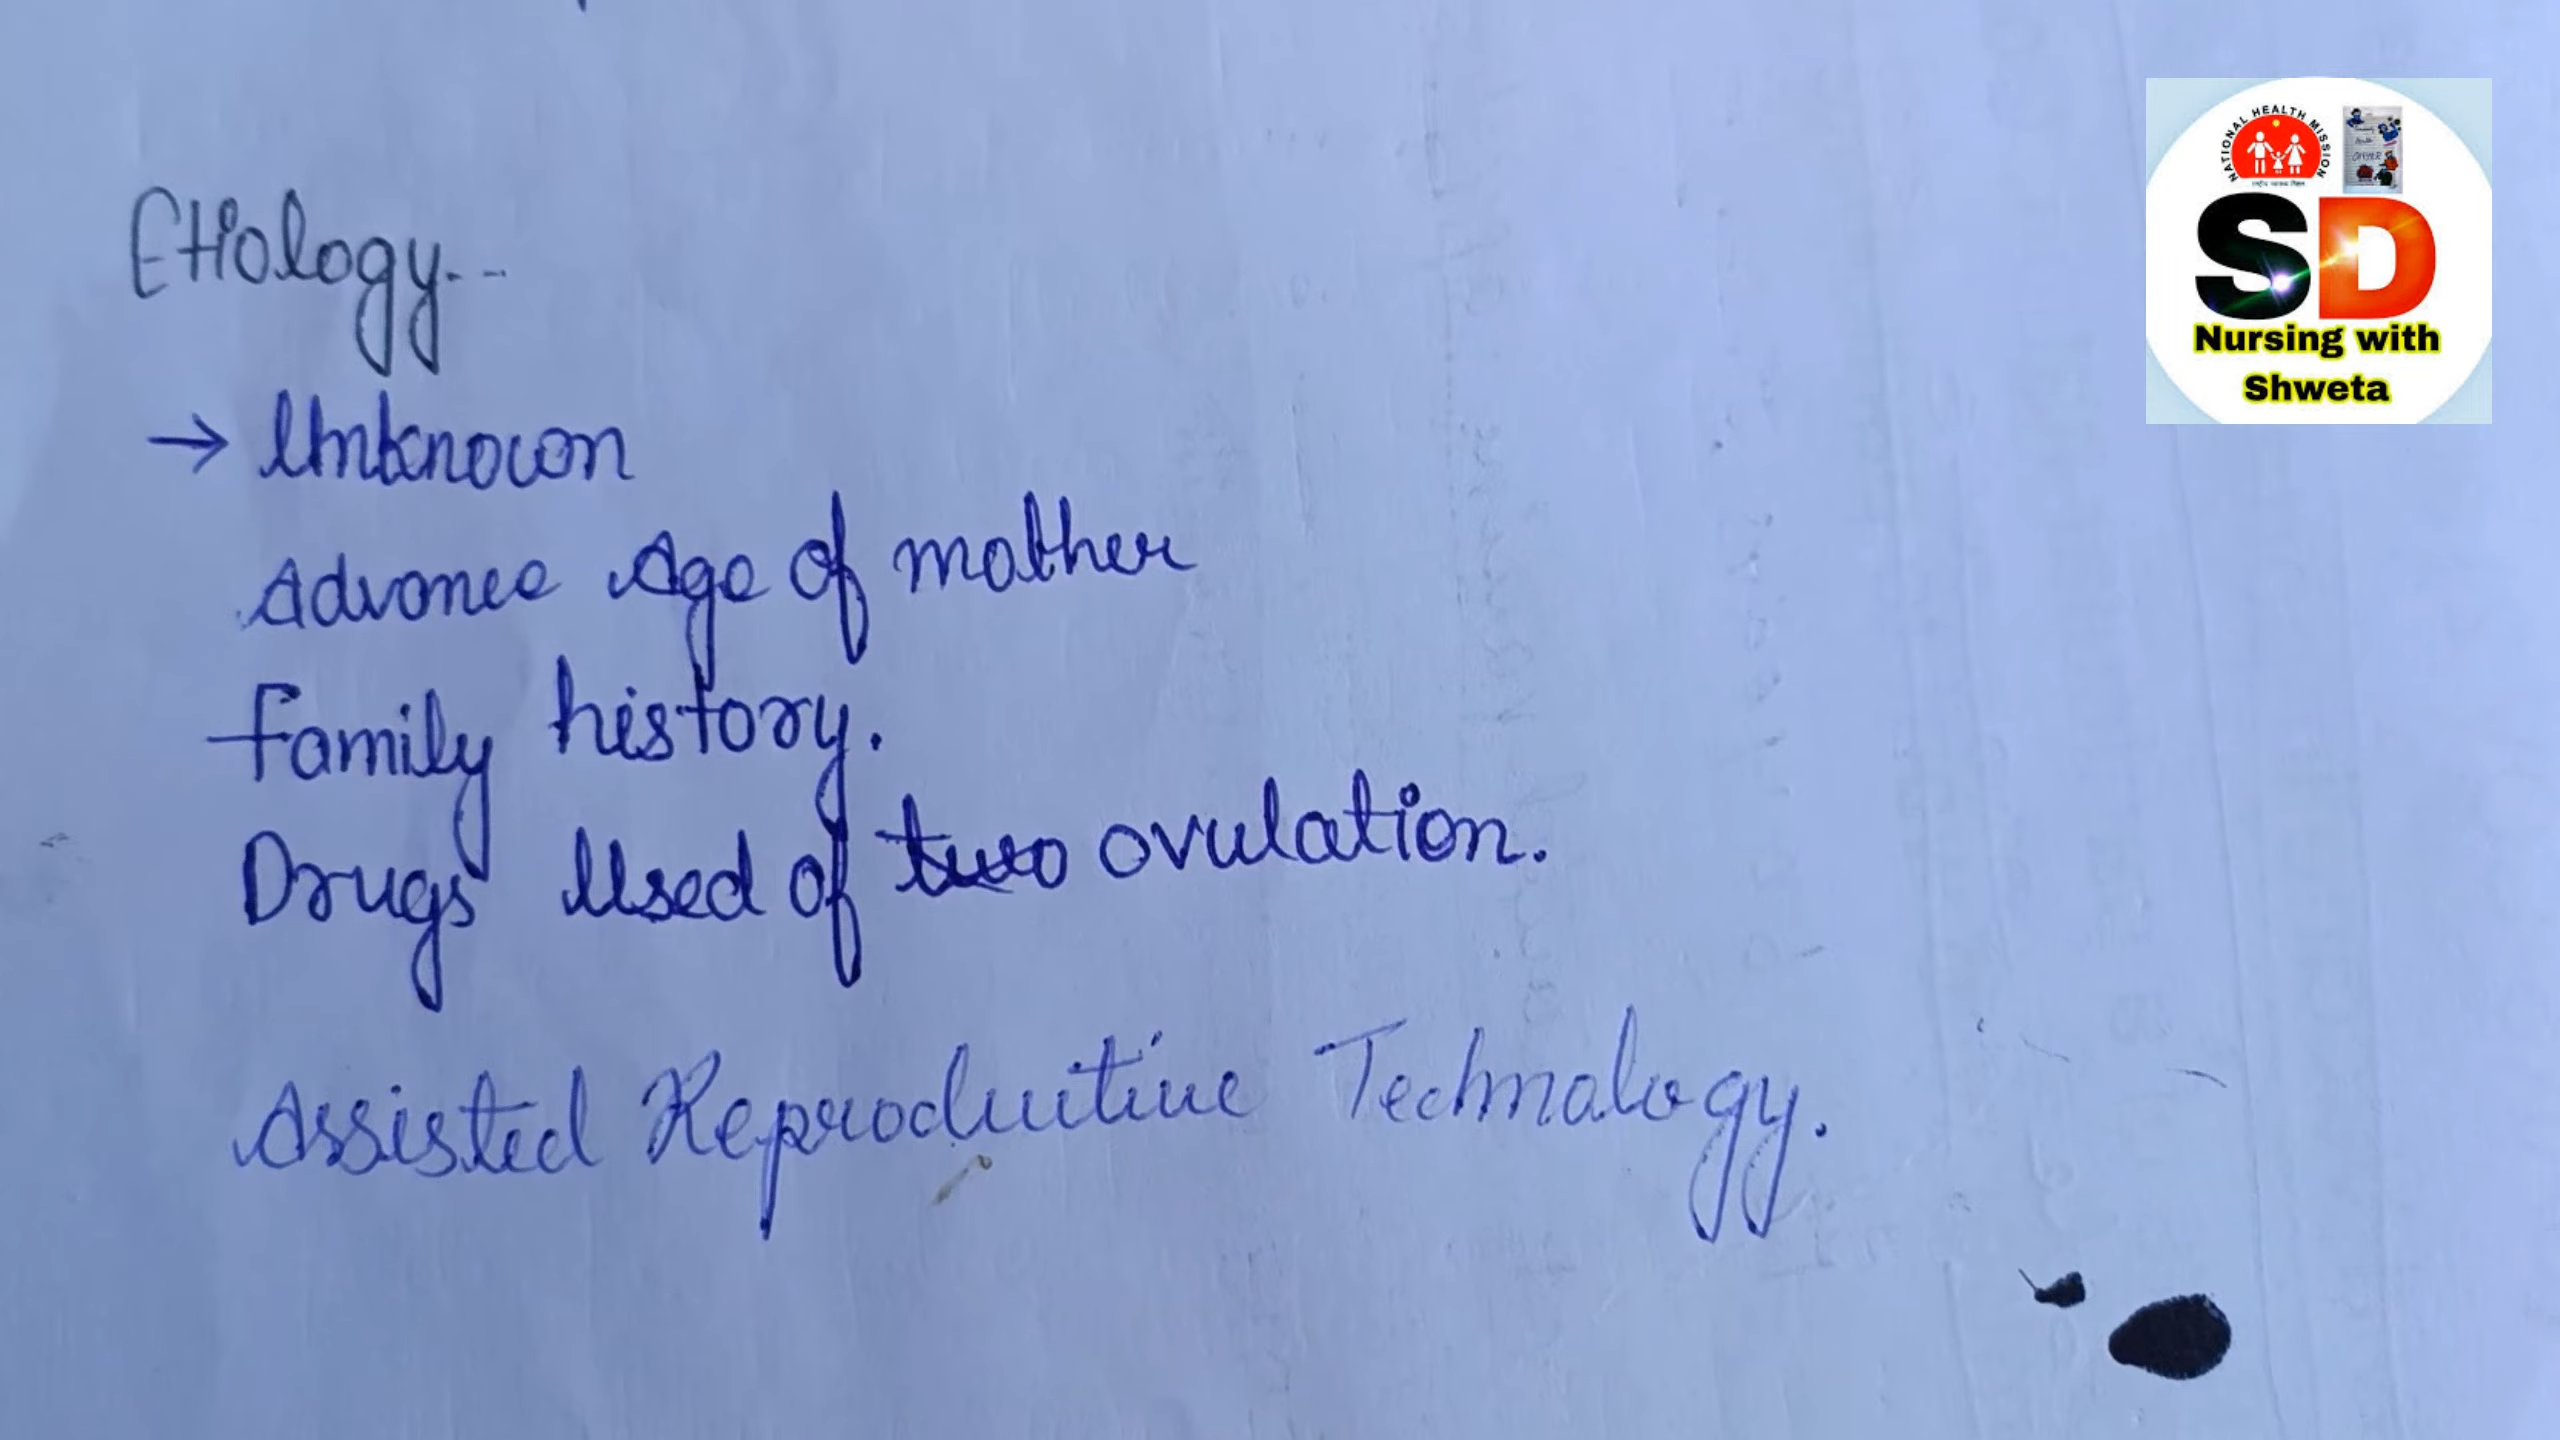 Etiology...
→ Unknown
Advance Age of mother
Family history.
Drugs Used of two ovulation.
Assisted Reproductive Technology.
NATIONAL HEALTH MISSION
SD
Nursing with
Shweta